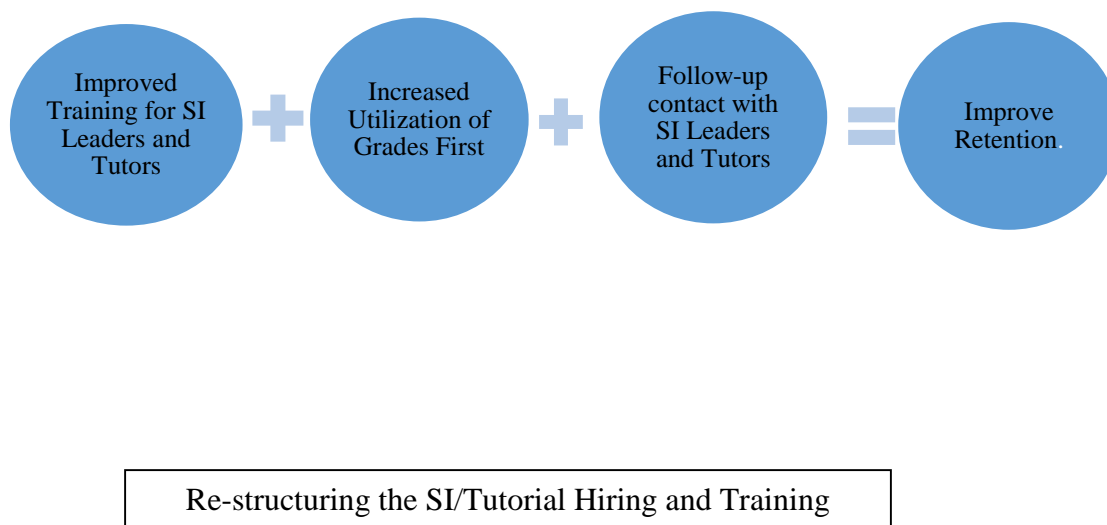 Improved
Training for SI
Leaders and
Tutors
Increased
Utilization of
Grades First
Follow-up
contact with
SI Leaders
and Tutors
Improve
Retention.
Re-structuring the SI/Tutorial Hiring and Training